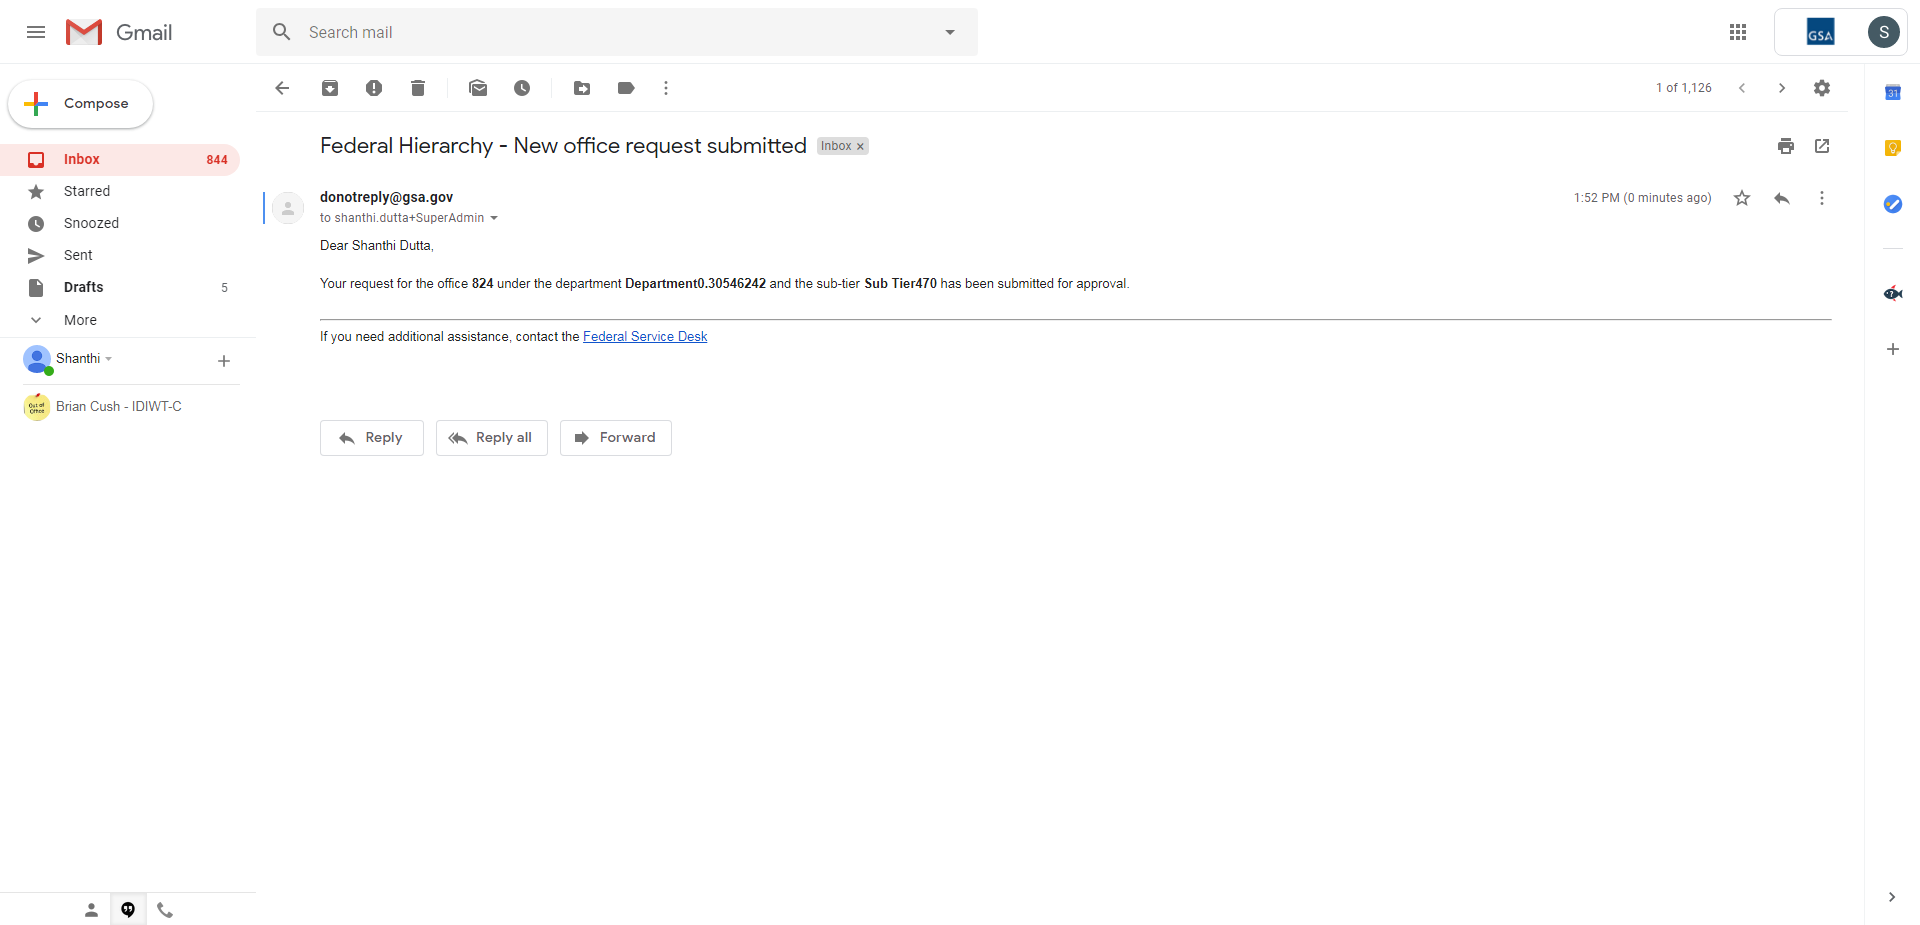 Gmail
Search mail
GSA
S
Compose
1 of 1,126
31
Inbox 844
Starred
Snoozed
Sent
Drafts 5
More
Shanthi
Brian Cush - IDIWT-C
Out of
Office
Federal Hierarchy - New office request submitted Inbox x
donotreply@gsa.gov 1:52 PM (0 minutes ago)
to shanthi.dutta+SuperAdmin
Dear Shanthi Dutta,
Your request for the office 824 under the department Department0.30546242 and the sub-tier Sub Tier470 has been submitted for approval.
If you need additional assistance, contact the Federal Service Desk
Reply Reply all Forward